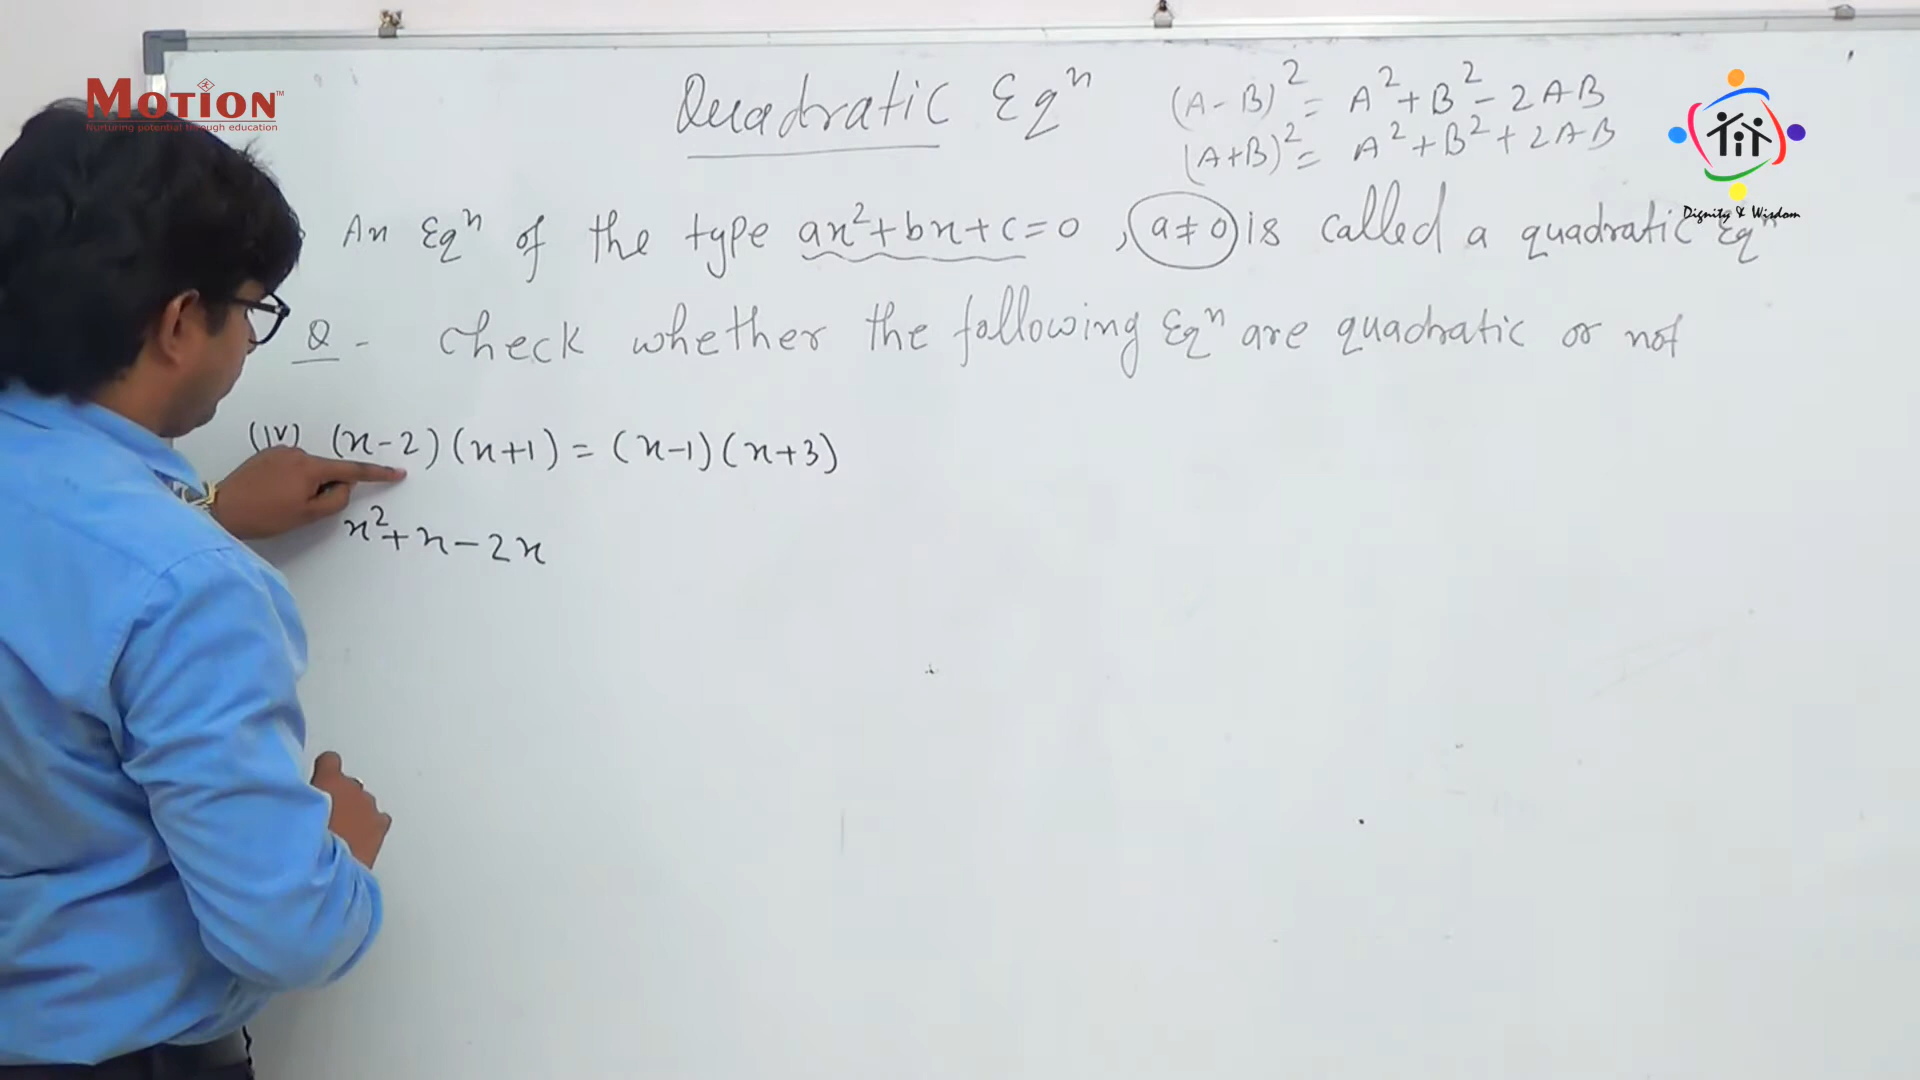 MOTION™
Nurturing potential through education
Quadratic Eqⁿ
(A-B)² = A²+B²-2AB
(A+B)² = A²+B²+2AB
TiT
Dignity & Wisdom
An Eqⁿ of the type ax²+bx+c=0, a≠0 is called a quadratic Eqⁿ
Q - Check whether the following Eqⁿ are quadratic or not
(iv) (x-2)(x+1) = (x-1)(x+3)
x²+x-2x